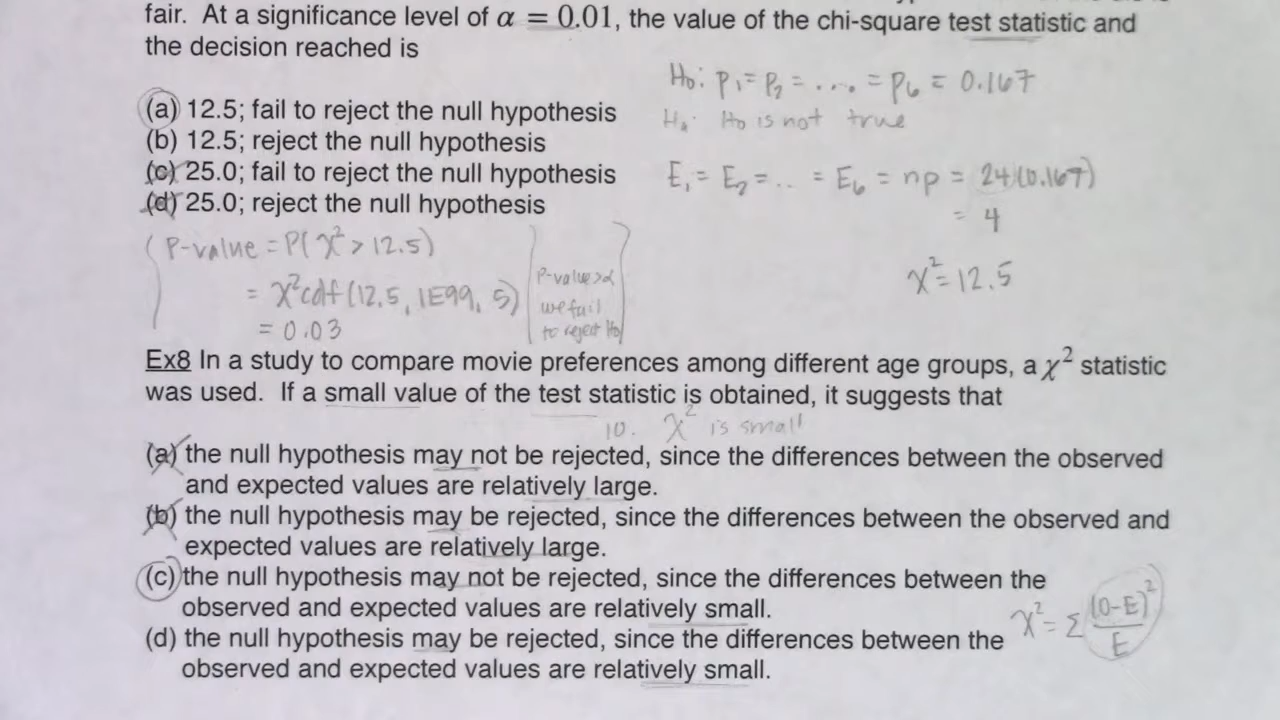 fair. At a significance level of α = 0.01, the value of the chi-square test statistic and
the decision reached is
H₀: p₁ = p₂ = .... = p₆ = 0.167
(a) 12.5; fail to reject the null hypothesis
Hₐ: H₀ is not true
(b) 12.5; reject the null hypothesis
(c) 25.0; fail to reject the null hypothesis
E₁ = E₂ = .. = E₆ = np = 24(0.167)
(d) 25.0; reject the null hypothesis
= 4
P-value = P(χ² > 12.5)
χ² = 12.5
= χ²cdf(12.5, 1E99, 5)
= 0.03
P-value > α
we fail
to reject H₀
Ex8 In a study to compare movie preferences among different age groups, a χ² statistic
was used. If a small value of the test statistic is obtained, it suggests that
10. χ² is small
(a) the null hypothesis may not be rejected, since the differences between the observed
and expected values are relatively large.
(b) the null hypothesis may be rejected, since the differences between the observed and
expected values are relatively large.
(c) the null hypothesis may not be rejected, since the differences between the
observed and expected values are relatively small.
χ² = Σ (O-E)² / E
(d) the null hypothesis may be rejected, since the differences between the
observed and expected values are relatively small.